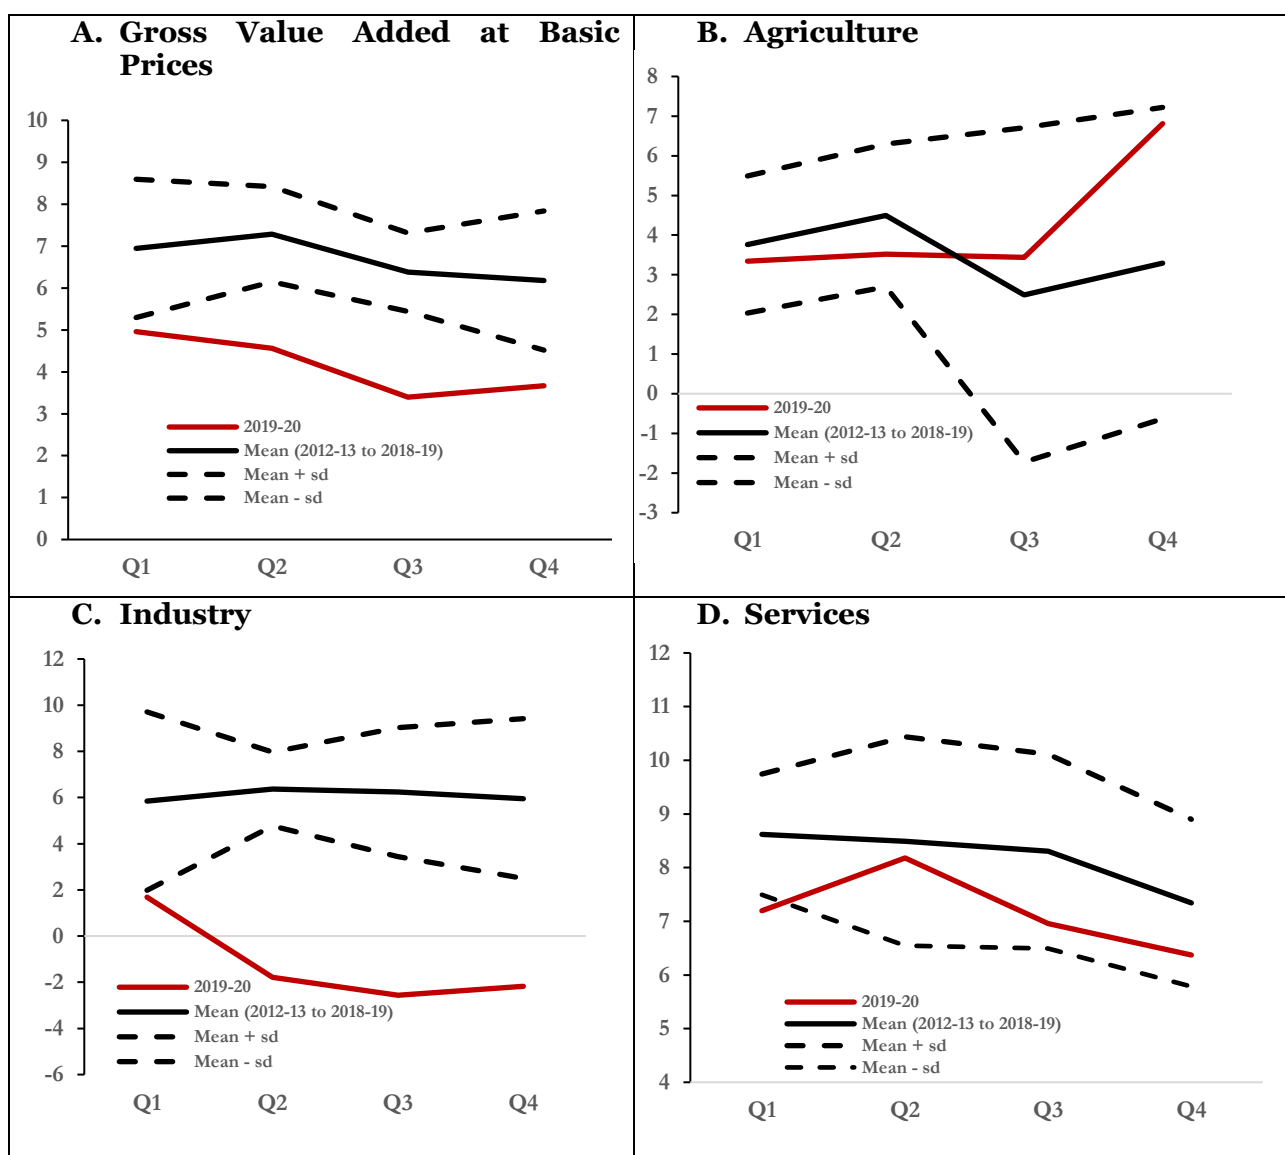 A. Gross Value Added at Basic
Prices
10
9
8
7
6
5
4
3
2
1
0
2019-20
Mean (2012-13 to 2018-19)
Mean + sd
Mean - sd
Q1 Q2 Q3 Q4
B. Agriculture
8
7
6
5
4
3
2
1
0
-1
-2
-3
2019-20
Mean (2012-13 to 2018-19)
Mean + sd
Mean - sd
Q1 Q2 Q3 Q4
C. Industry
12
10
8
6
4
2
0
-2
-4
-6
2019-20
Mean (2012-13 to 2018-19)
Mean + sd
Mean - sd
Q1 Q2 Q3 Q4
D. Services
12
11
10
9
8
7
6
5
4
2019-20
Mean (2012-13 to 2018-19)
Mean + sd
Mean - sd
Q1 Q2 Q3 Q4